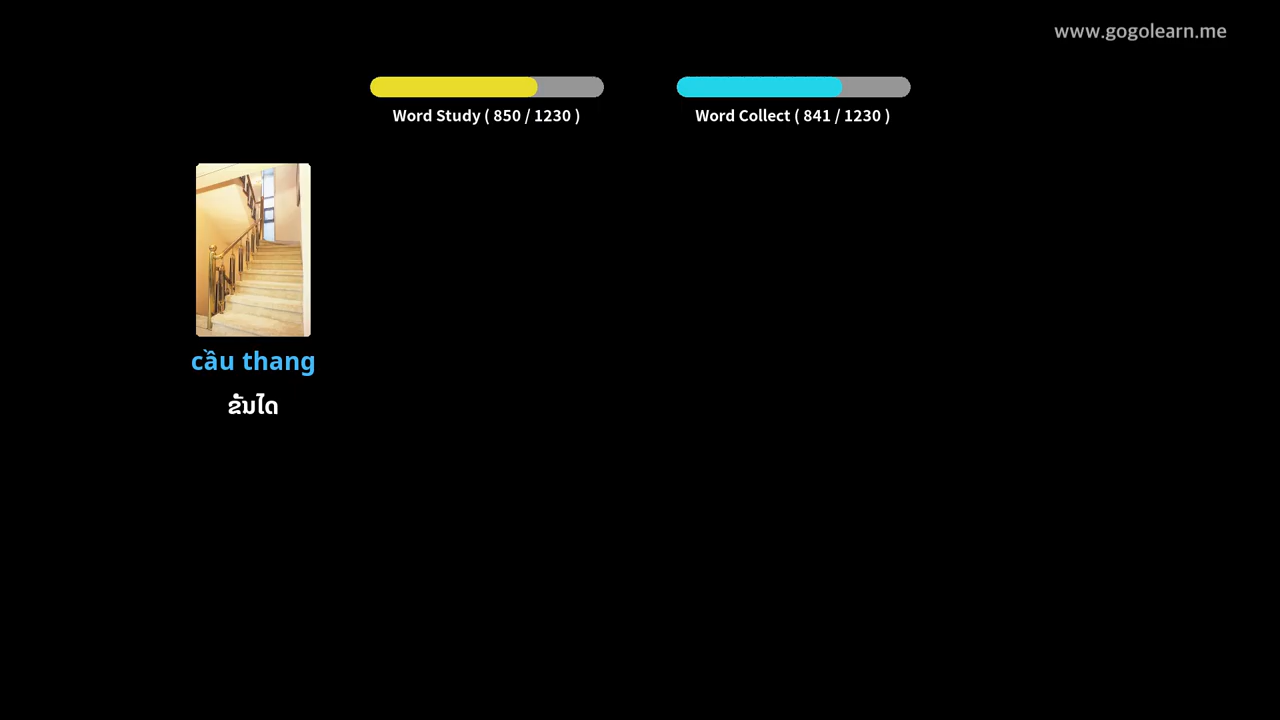 www.gogolearn.me
Word Study ( 850 / 1230 )
Word Collect ( 841 / 1230 )
cầu thang
ຂັ້ນໄດ